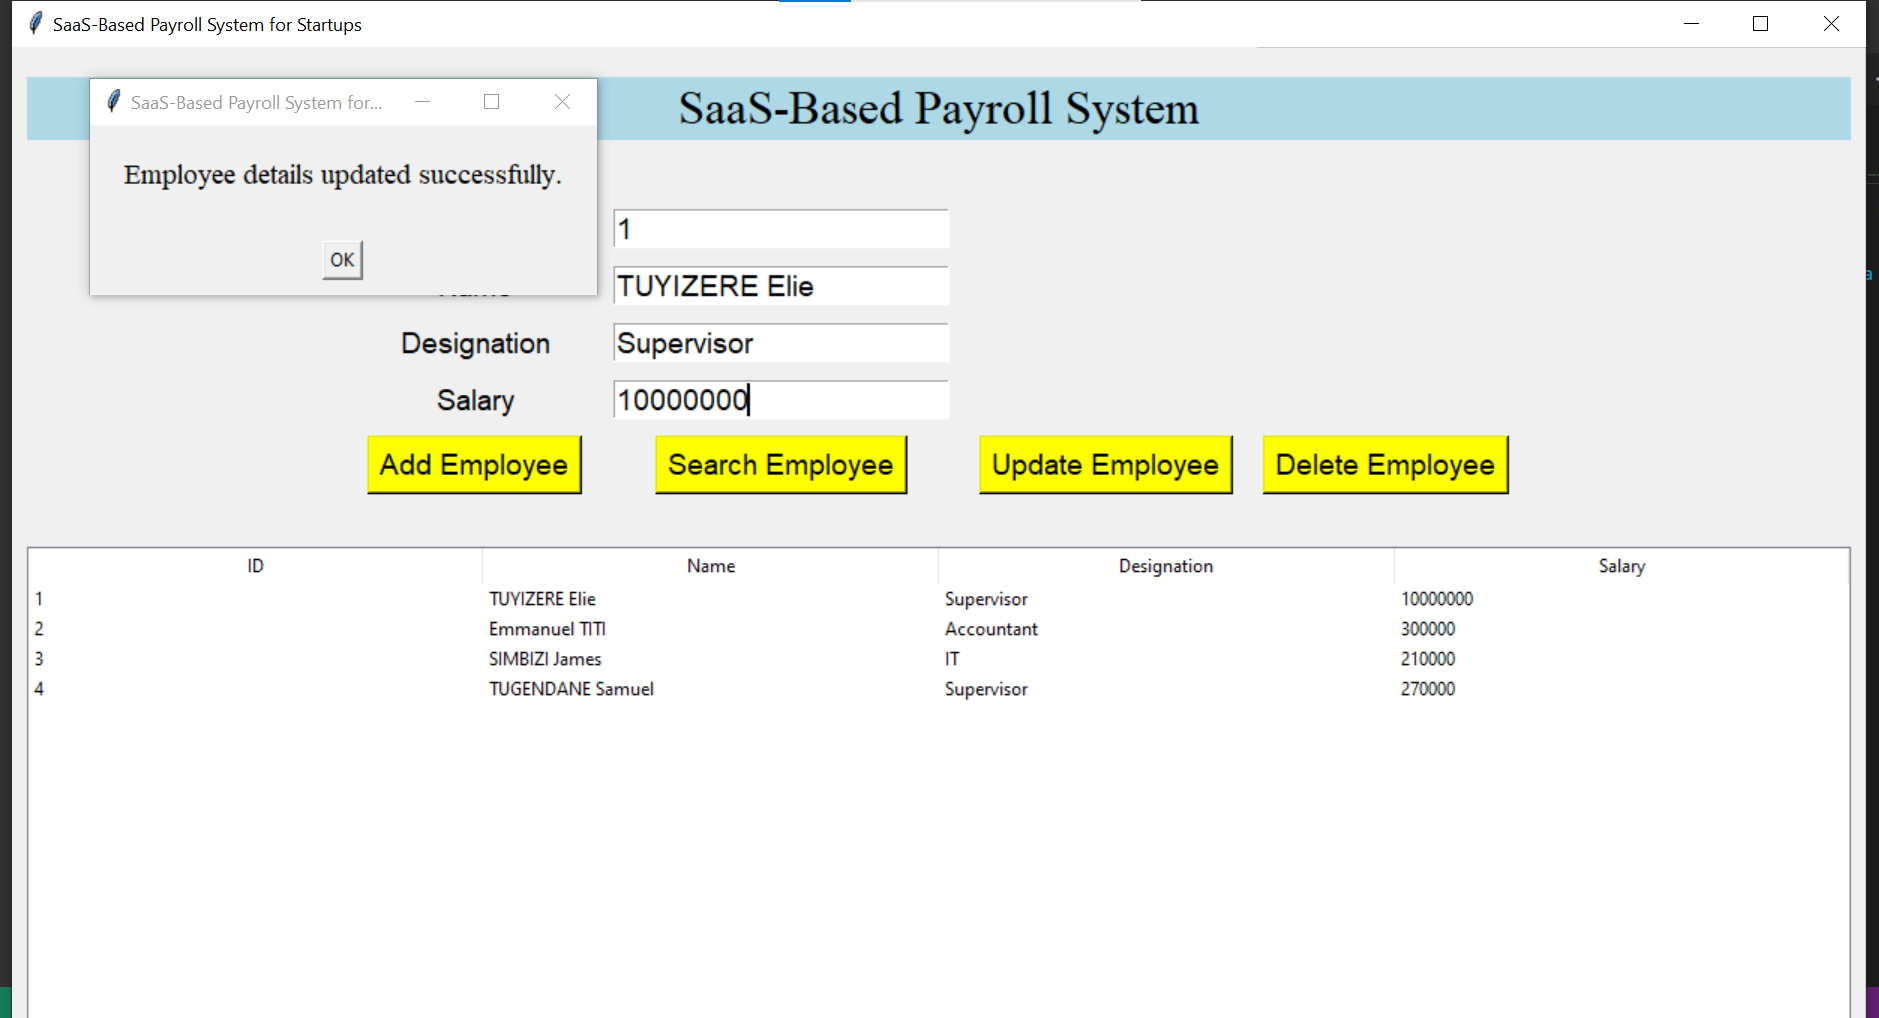 SaaS-Based Payroll System for Startups
SaaS-Based Payroll System for...
SaaS-Based Payroll System
Employee details updated successfully.
OK
1
TUYIZERE Elie
Designation Supervisor
Salary 10000000
Add Employee Search Employee Update Employee Delete Employee
ID Name Designation Salary
1 TUYIZERE Elie Supervisor 10000000
2 Emmanuel TITI Accountant 300000
3 SIMBIZI James IT 210000
4 TUGENDANE Samuel Supervisor 270000